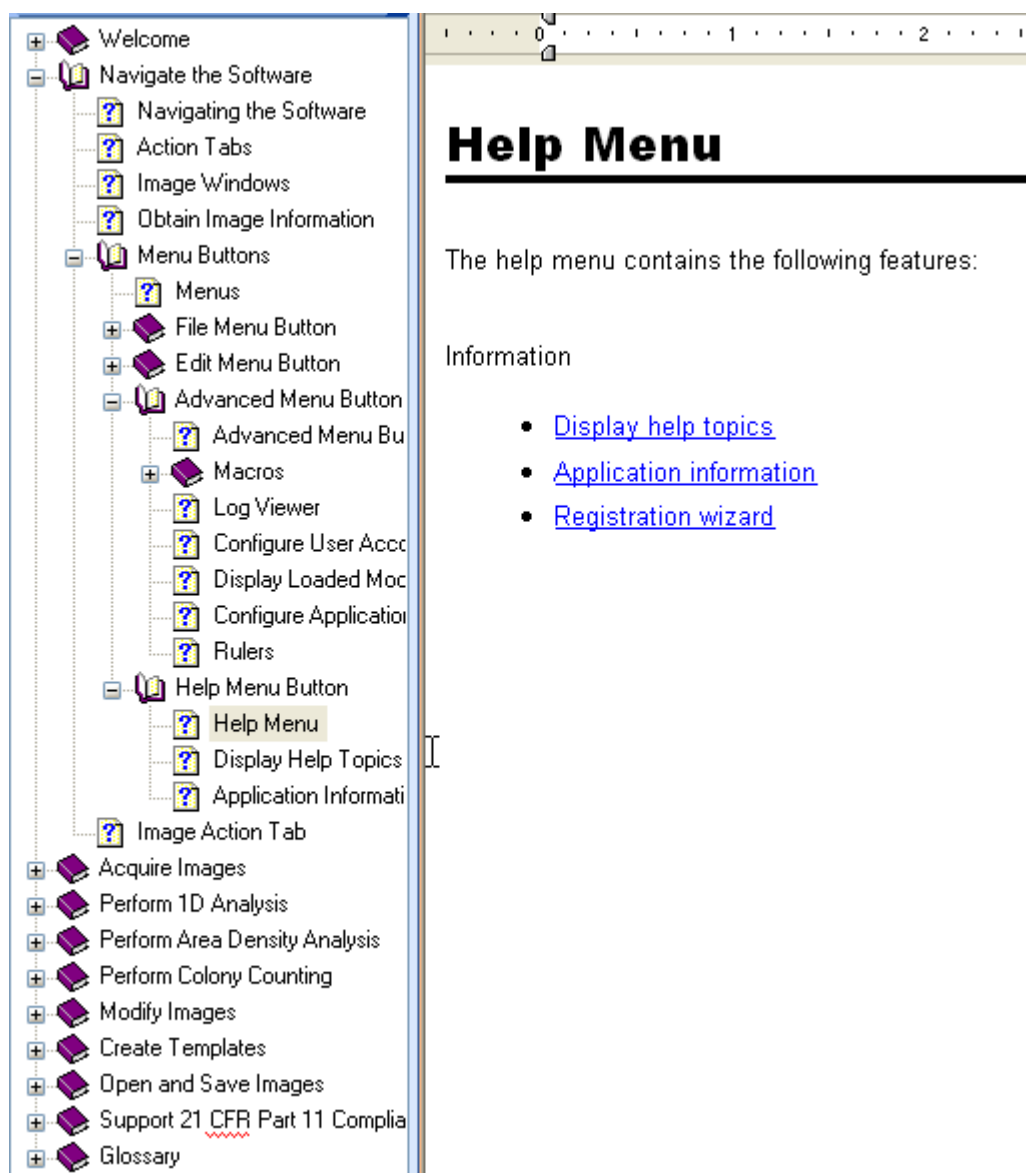 Welcome
Navigate the Software
Navigating the Software
Action Tabs
Image Windows
Obtain Image Information
Menu Buttons
Menus
File Menu Button
Edit Menu Button
Advanced Menu Button
Advanced Menu Bu
Macros
Log Viewer
Configure User Acco
Display Loaded Moc
Configure Application
Rulers
Help Menu Button
Help Menu
Display Help Topics
Application Informati
Image Action Tab
Acquire Images
Perform 1D Analysis
Perform Area Density Analysis
Perform Colony Counting
Modify Images
Create Templates
Open and Save Images
Support 21 CFR Part 11 Complia
Glossary
0 1 2
Help Menu
The help menu contains the following features:
Information
• Display help topics
• Application information
• Registration wizard